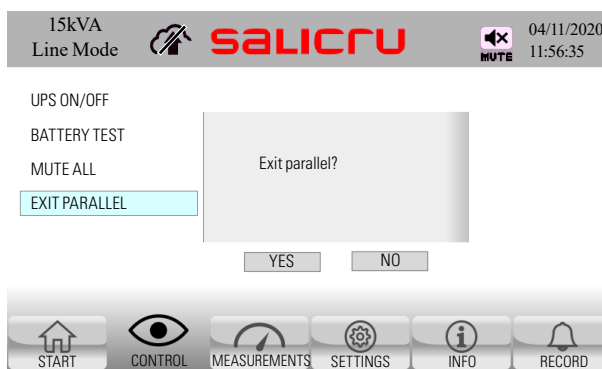 15kVA
Line Mode
salicru
MUTE
04/11/2020
11:56:35
UPS ON/OFF
BATTERY TEST
MUTE ALL
EXIT PARALLEL
Exit parallel?
YES NO
START CONTROL MEASUREMENTS SETTINGS INFO RECORD